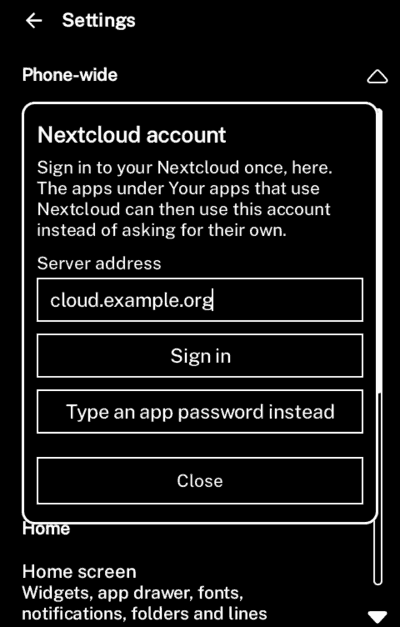 Settings
Phone-wide
Nextcloud account
Sign in to your Nextcloud once, here.
The apps under Your apps that use
Nextcloud can then use this account
instead of asking for their own.
Server address
cloud.example.org
Sign in
Type an app password instead
Close
Home
Home screen
Widgets, app drawer, fonts,
notifications, folders and lines